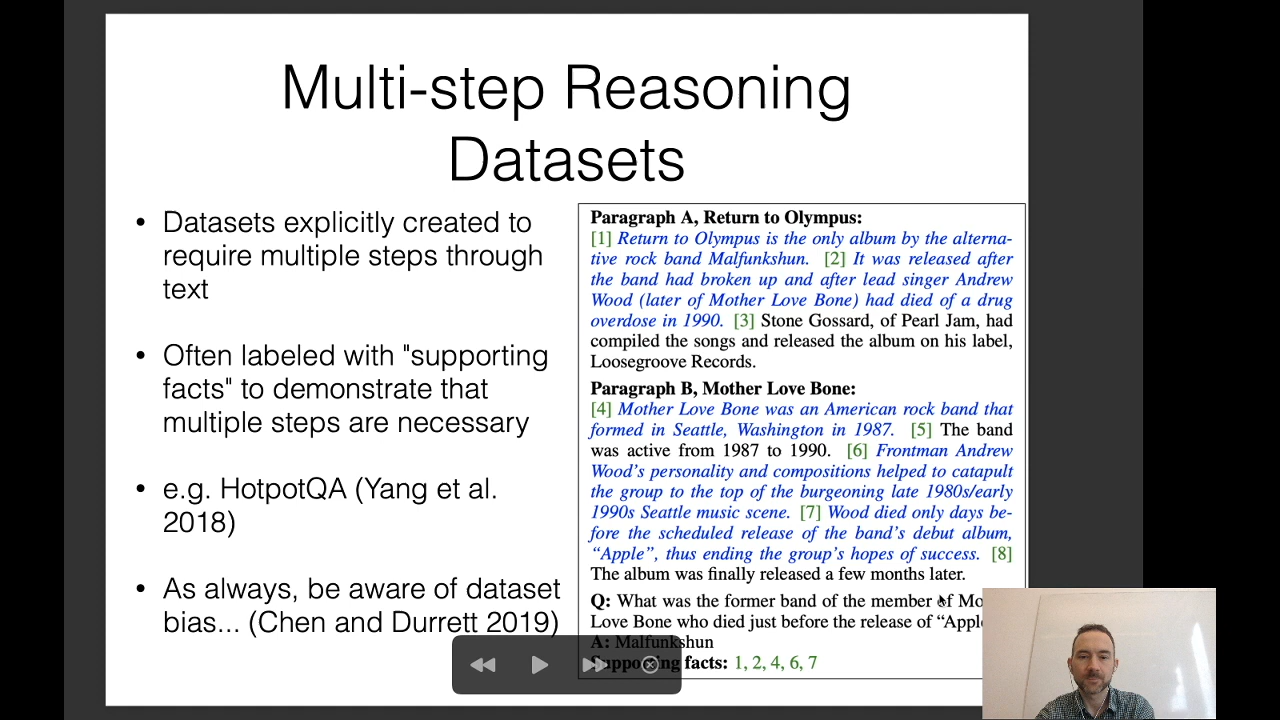 Multi-step Reasoning
Datasets
• Datasets explicitly created to
require multiple steps through
text
• Often labeled with "supporting
facts" to demonstrate that
multiple steps are necessary
• e.g. HotpotQA (Yang et al.
2018)
• As always, be aware of dataset
bias... (Chen and Durrett 2019)
Paragraph A, Return to Olympus:
[1] Return to Olympus is the only album by the alterna-
tive rock band Malfunkshun. [2] It was released after
the band had broken up and after lead singer Andrew
Wood (later of Mother Love Bone) had died of a drug
overdose in 1990. [3] Stone Gossard, of Pearl Jam, had
compiled the songs and released the album on his label,
Loosegroove Records.
Paragraph B, Mother Love Bone:
[4] Mother Love Bone was an American rock band that
formed in Seattle, Washington in 1987. [5] The band
was active from 1987 to 1990. [6] Frontman Andrew
Wood's personality and compositions helped to catapult
the group to the top of the burgeoning late 1980s/early
1990s Seattle music scene. [7] Wood died only days be-
fore the scheduled release of the band's debut album,
“Apple”, thus ending the group's hopes of success. [8]
The album was finally released a few months later.
Q: What was the former band of the member of
Love Bone who died just before the release of
A: Malfunkshun
facts: 1, 2, 4, 6, 7